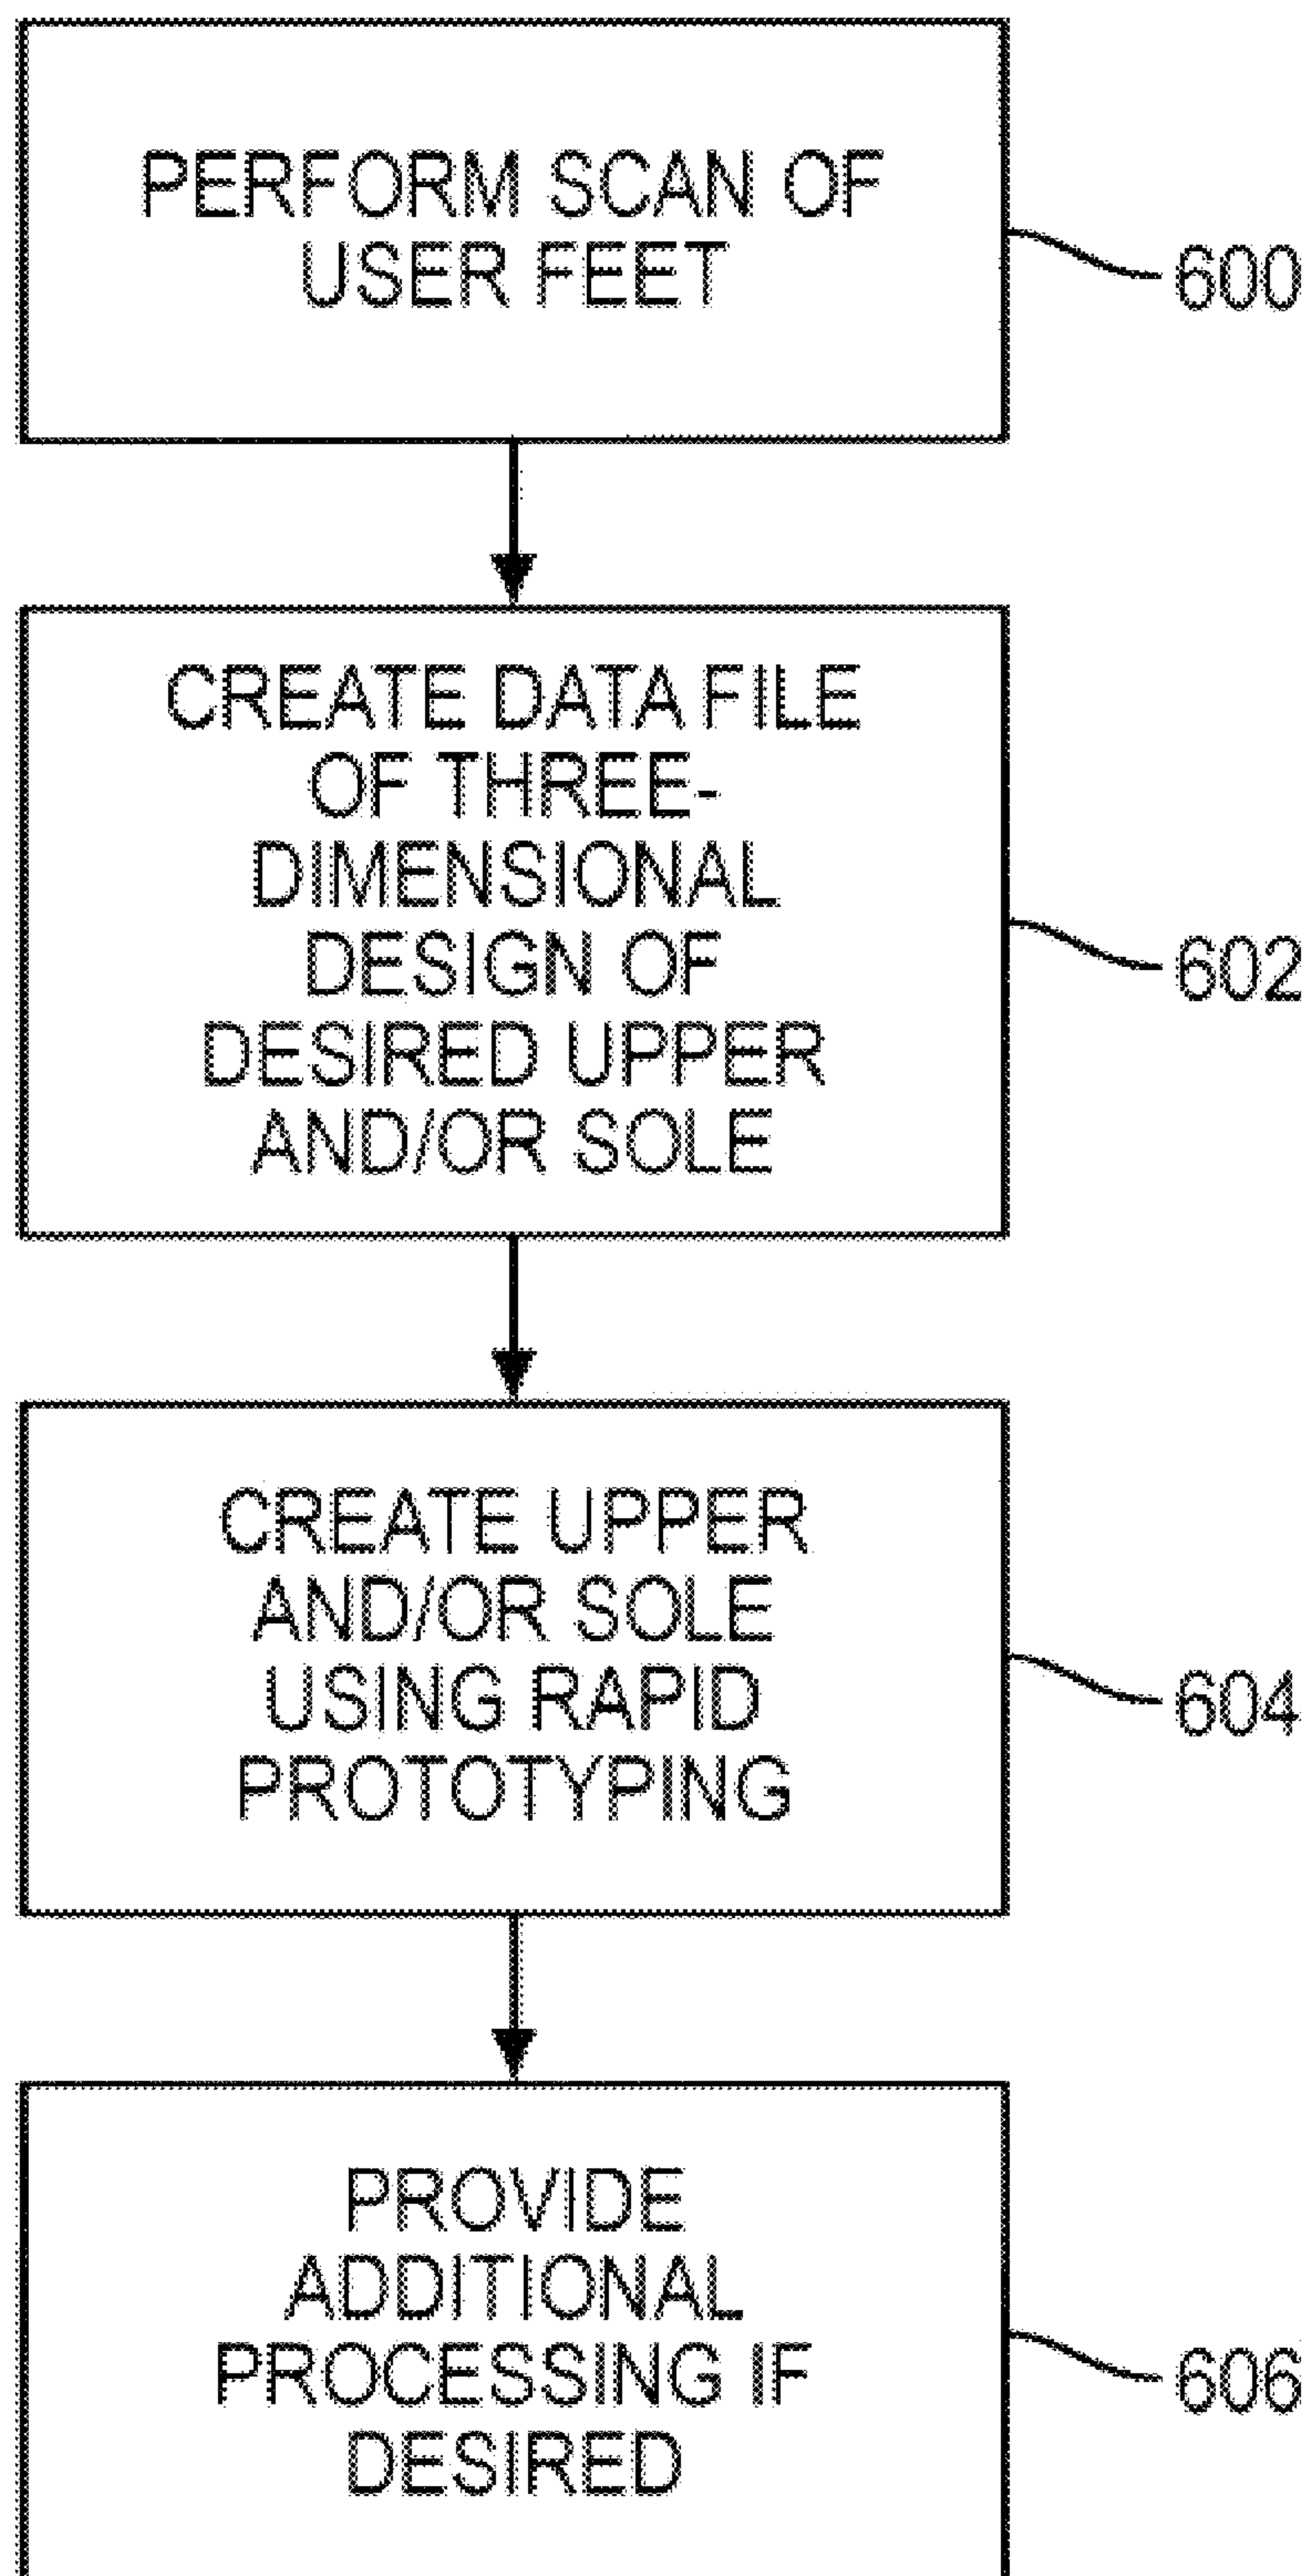 PERFORM SCAN OF
USER FEET
600
CREATE DATA FILE
OF THREE-
DIMENSIONAL
DESIGN OF
DESIRED UPPER
AND/OR SOLE
602
CREATE UPPER
AND/OR SOLE
USING RAPID
PROTOTYPING
604
PROVIDE
ADDITIONAL
PROCESSING IF
DESIRED
606